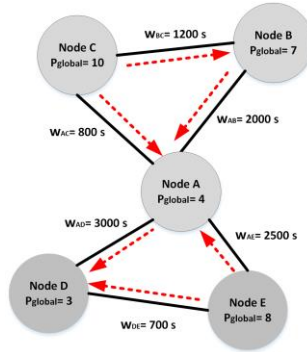 Node C
Pglobal= 10
WBC= 1200 s
Node B
Pglobal= 7
WAC= 800 s
WAB= 2000 s
Node A
Pglobal= 4
WAD= 3000 s
WAE= 2500 s
Node D
Pglobal= 3
WDE= 700 s
Node E
Pglobal= 8